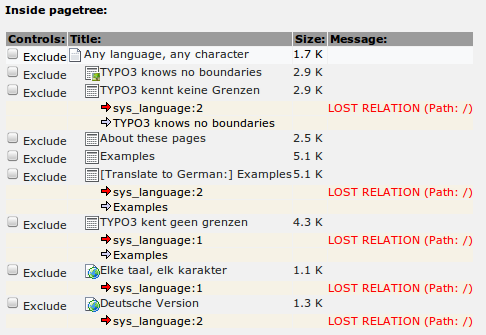 Inside pagetree:
Controls: Title: Size: Message:
Exclude Any language, any character 1.7 K
Exclude TYPO3 knows no boundaries 2.9 K
Exclude TYPO3 kennt keine Grenzen 2.9 K
sys_language:2 LOST RELATION (Path: /)
TYPO3 knows no boundaries
Exclude About these pages 2.5 K
Exclude Examples 5.1 K
Exclude [Translate to German:] Examples 5.1 K
sys_language:2 LOST RELATION (Path: /)
Examples
Exclude TYPO3 kent geen grenzen 4.3 K
sys_language:1 LOST RELATION (Path: /)
Examples
Exclude Elke taal, elk karakter 1.1 K
sys_language:1 LOST RELATION (Path: /)
Exclude Deutsche Version 1.3 K
sys_language:2 LOST RELATION (Path: /)